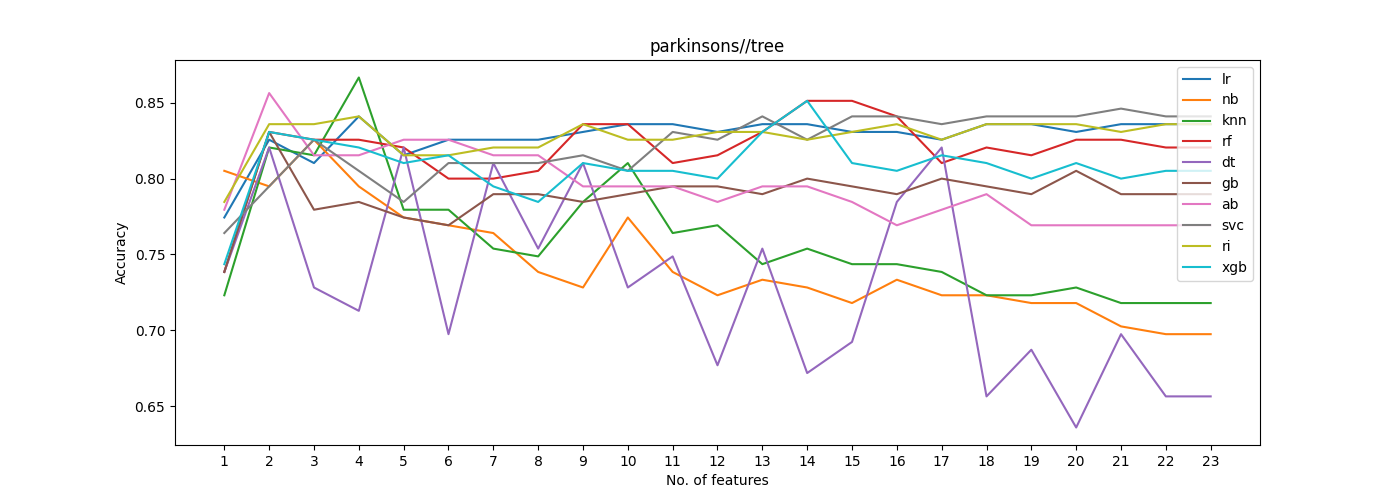 parkinsons//tree
Accuracy
0.85
0.80
0.75
0.70
0.65
lr
nb
knn
rf
dt
gb
ab
svc
ri
xgb
1 2 3 4 5 6 7 8 9 10 11 12 13 14 15 16 17 18 19 20 21 22 23
No. of features